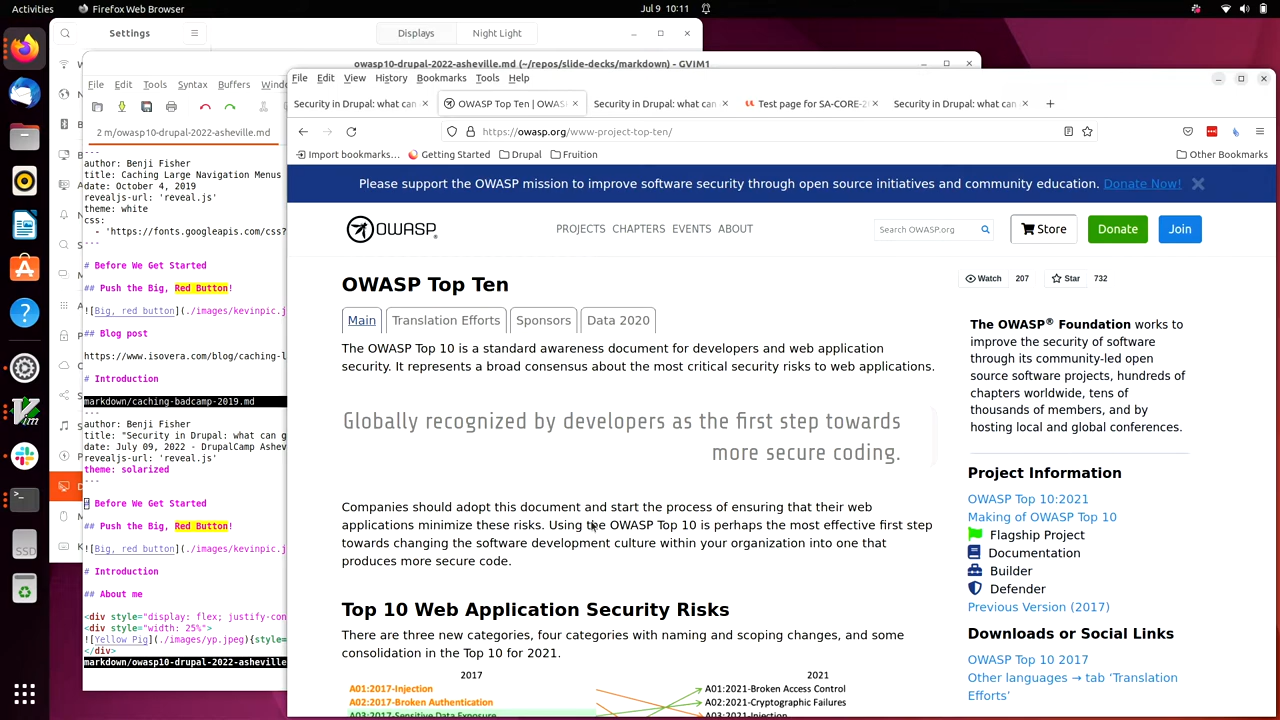 Activities
Firefox Web Browser
Jul 9 10:11
Settings
Displays
Night Light
owasp10-drupal-2022-asheville.md (~/repos/slide-decks/markdown) - GVIM1
File Edit Tools Syntax Buffers Windo
2 m/owasp10-drupal-2022-asheville.md
---
author: Benji Fisher
title: Caching Large Navigation Menus
date: October 4, 2019
revealjs-url: 'reveal.js'
theme: white
css:
- 'https://fonts.googleapis.com/css?
---
# Before We Get Started
## Push the Big, Red Button!
![Big, red button](./images/kevinpic.j
## Blog post
https://www.isovera.com/blog/caching-l
# Introduction
markdown/caching-badcamp-2019.md
---
author: Benji Fisher
title: "Security in Drupal: what can g
date: July 09, 2022 - DrupalCamp Ashev
revealjs-url: 'reveal.js'
theme: solarized
---
# Before We Get Started
## Push the Big, Red Button!
![Big, red button](./images/kevinpic.j
# Introduction
## About me
<div style="display: flex; justify-con
<div style="width: 25%">
![Yellow Pig](./images/yp.jpeg){style=
</div>
markdown/owasp10-drupal-2022-asheville
SSD
File Edit View History Bookmarks Tools Help
Security in Drupal: what can
OWASP Top Ten | OWAS
Security in Drupal: what can
Test page for SA-CORE-2
Security in Drupal: what can
https://owasp.org/www-project-top-ten/
Import bookmarks...
Getting Started
Drupal
Fruition
Other Bookmarks
Please support the OWASP mission to improve software security through open source initiatives and community education. Donate Now!
OWASP
PROJECTS CHAPTERS EVENTS ABOUT
Search OWASP.org
Store
Donate
Join
OWASP Top Ten
Watch 207
Star 732
Main
Translation Efforts
Sponsors
Data 2020
The OWASP Top 10 is a standard awareness document for developers and web application
security. It represents a broad consensus about the most critical security risks to web applications.
Globally recognized by developers as the first step towards
more secure coding.
Companies should adopt this document and start the process of ensuring that their web
applications minimize these risks. Using the OWASP Top 10 is perhaps the most effective first step
towards changing the software development culture within your organization into one that
produces more secure code.
Top 10 Web Application Security Risks
There are three new categories, four categories with naming and scoping changes, and some
consolidation in the Top 10 for 2021.
2017
2021
A01:2017-Injection
A01:2021-Broken Access Control
A02:2017-Broken Authentication
A02:2021-Cryptographic Failures
A03:2017-Sensitive Data Exposure
A03:2021-Injection
The OWASP® Foundation works to
improve the security of software
through its community-led open
source software projects, hundreds of
chapters worldwide, tens of
thousands of members, and by
hosting local and global conferences.
Project Information
OWASP Top 10:2021
Making of OWASP Top 10
Flagship Project
Documentation
Builder
Defender
Previous Version (2017)
Downloads or Social Links
OWASP Top 10 2017
Other languages → tab ‘Translation
Efforts’